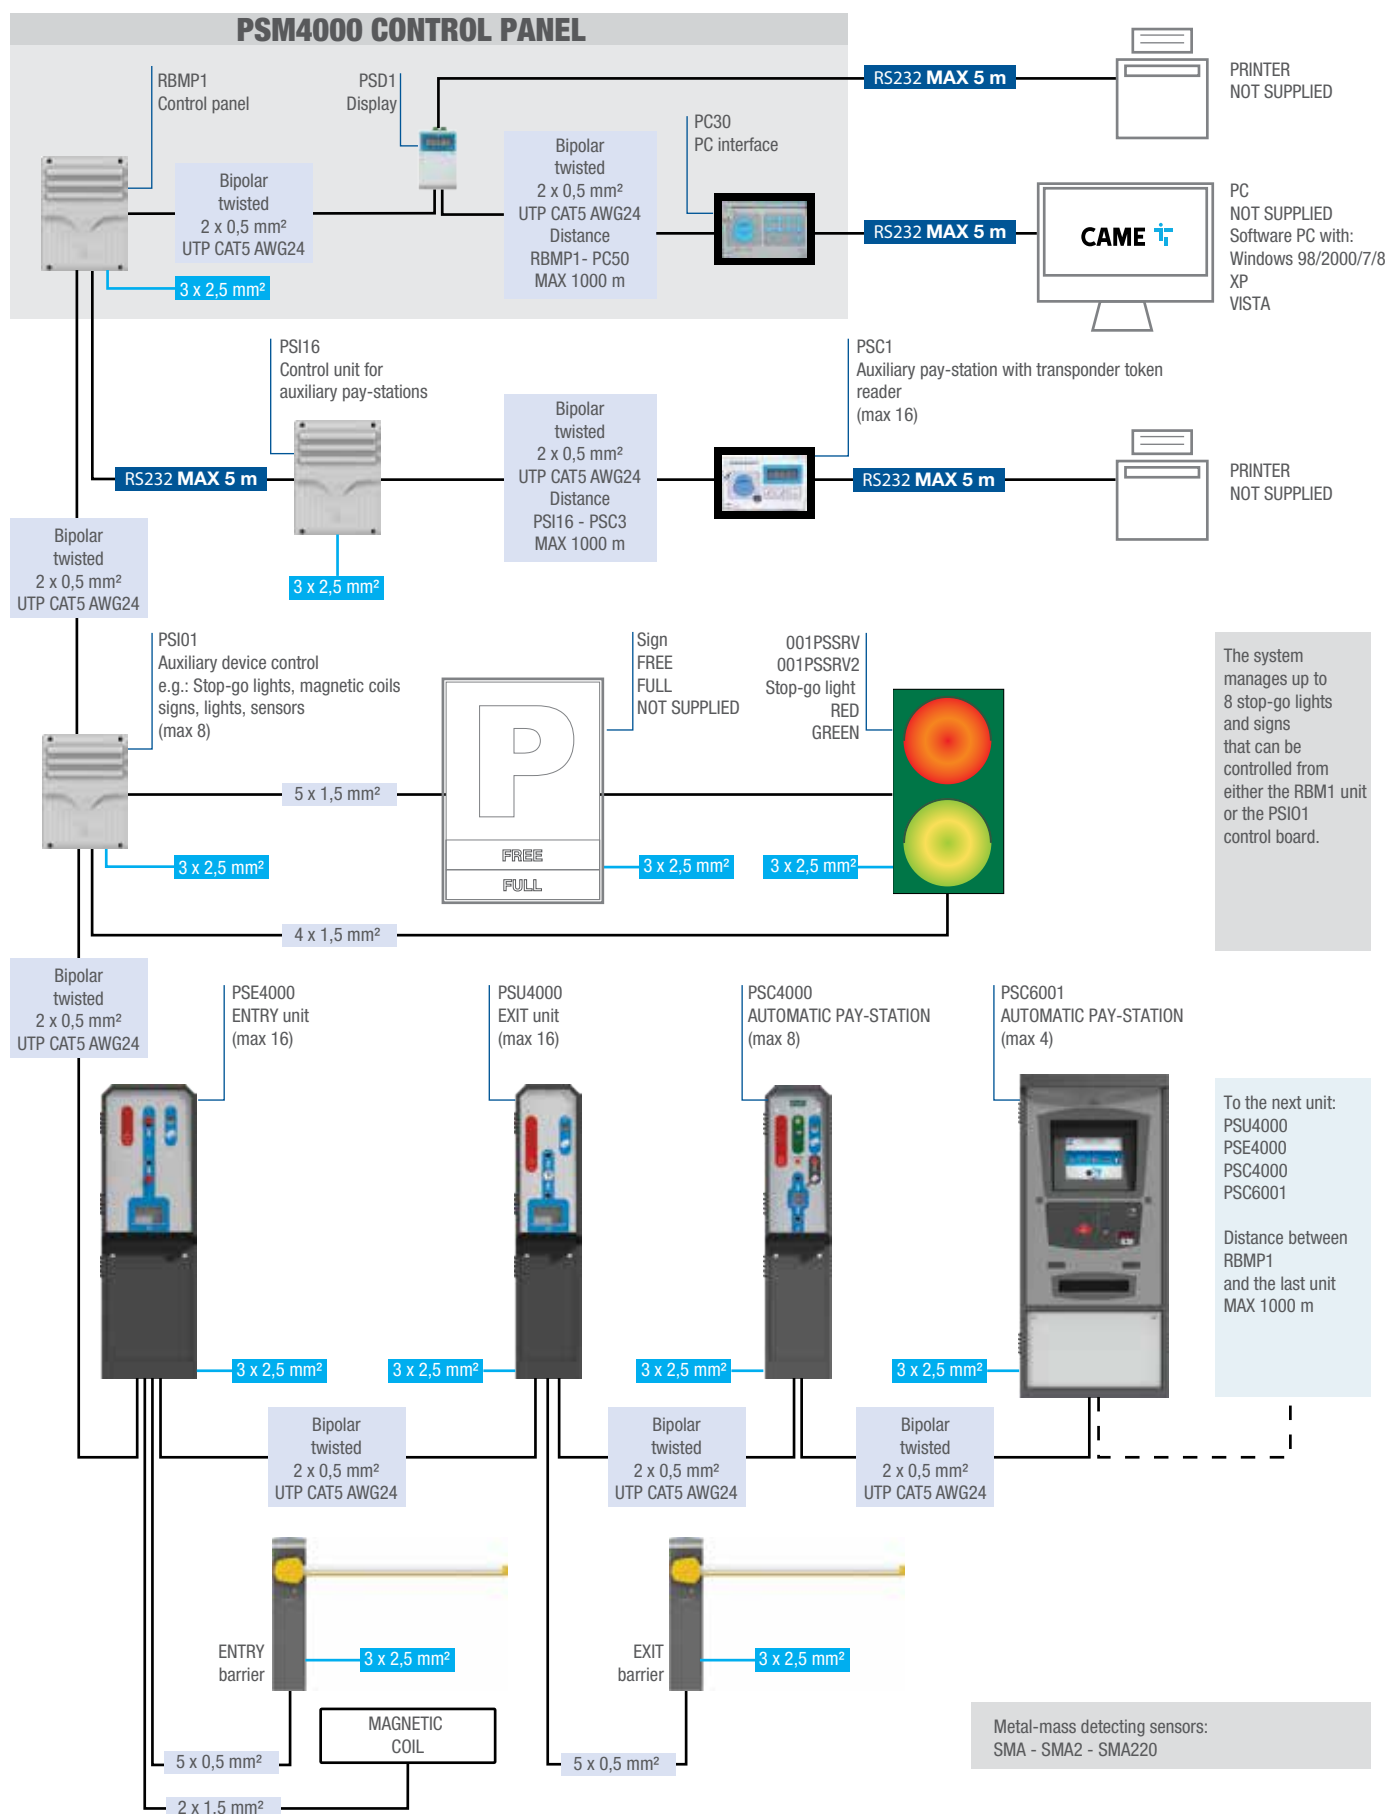 PSM4000 CONTROL PANEL
RBMP1
Control panel
PSD1
Display
RS232 MAX 5 m
PRINTER
NOT SUPPLIED
PC30
PC interface
Bipolar
twisted
2 x 0,5 mm²
UTP CAT5 AWG24
Bipolar
twisted
2 x 0,5 mm²
UTP CAT5 AWG24
Distance
RBMP1- PC50
MAX 1000 m
3 x 2,5 mm²
RS232 MAX 5 m
CAME
PC
NOT SUPPLIED
Software PC with:
Windows 98/2000/7/8
XP
VISTA
PSI16
Control unit for
auxiliary pay-stations
PSC1
Auxiliary pay-station with transponder token
reader
(max 16)
RS232 MAX 5 m
Bipolar
twisted
2 x 0,5 mm²
UTP CAT5 AWG24
Distance
PSI16 - PSC3
MAX 1000 m
RS232 MAX 5 m
PRINTER
NOT SUPPLIED
3 x 2,5 mm²
Bipolar
twisted
2 x 0,5 mm²
UTP CAT5 AWG24
PSI01
Auxiliary device control
e.g.: Stop-go lights, magnetic coils
signs, lights, sensors
(max 8)
Sign
FREE
FULL
NOT SUPPLIED
001PSSRV
001PSSRV2
Stop-go light
RED
GREEN
The system
manages up to
8 stop-go lights
and signs
that can be
controlled from
either the RBM1 unit
or the PSIO1
control board.
5 x 1,5 mm²
P
FREE
FULL
3 x 2,5 mm²
3 x 2,5 mm²
3 x 2,5 mm²
4 x 1,5 mm²
Bipolar
twisted
2 x 0,5 mm²
UTP CAT5 AWG24
PSE4000
ENTRY unit
(max 16)
PSU4000
EXIT unit
(max 16)
PSC4000
AUTOMATIC PAY-STATION
(max 8)
PSC6001
AUTOMATIC PAY-STATION
(max 4)
To the next unit:
PSU4000
PSE4000
PSC4000
PSC6001
Distance between
RBMP1
and the last unit
MAX 1000 m
3 x 2,5 mm²
3 x 2,5 mm²
3 x 2,5 mm²
3 x 2,5 mm²
Bipolar
twisted
2 x 0,5 mm²
UTP CAT5 AWG24
Bipolar
twisted
2 x 0,5 mm²
UTP CAT5 AWG24
Bipolar
twisted
2 x 0,5 mm²
UTP CAT5 AWG24
ENTRY
barrier
3 x 2,5 mm²
EXIT
barrier
3 x 2,5 mm²
MAGNETIC
COIL
5 x 0,5 mm²
5 x 0,5 mm²
2 x 1,5 mm²
Metal-mass detecting sensors:
SMA - SMA2 - SMA220